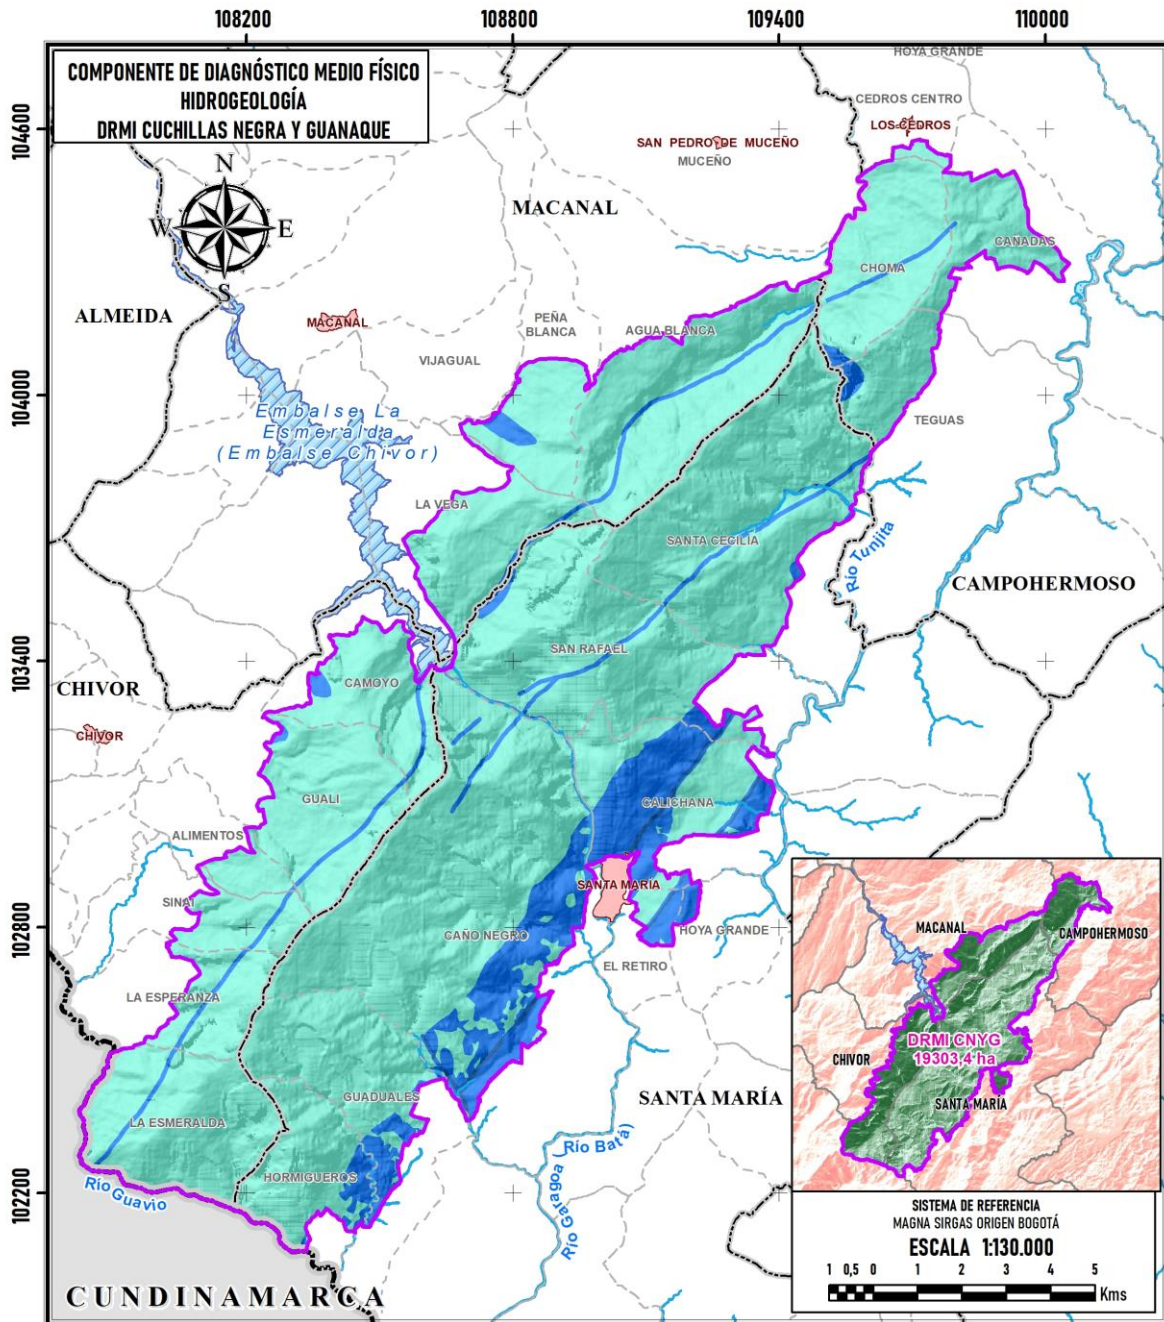 108200
108800
109400
110000
COMPONENTE DE DIAGNÓSTICO MEDIO FÍSICO
HIDROGEOLOGÍA
DRMI CUCHILLAS NEGRA Y GUANAQUE
HOYA GRANDE
CEDROS CENTRO
LOS CEDROS
104600
SAN PEDRO DE MUCEÑO
MUCEÑO
N
W
E
S
MACANAL
CAÑADAS
CHOMA
ALMEIDA
MACANAL
PEÑA
BLANCA
AGUA BLANCA
VIJAGUAL
104000
Embalse La
Esmeralda
(Embalse Chivor)
TEGUAS
LA VEGA
SANTA CECILIA
Río Tunjita
CAMPOHERMOSO
103400
SAN RAFAEL
CAMOYO
CHIVOR
CHIVOR
GUALI
CALICHANA
ALIMENTOS
SANTA MARÍA
SINAI
102800
CAÑO NEGRO
HOYA GRANDE
EL RETIRO
LA ESPERANZA
GUADUALES
SANTA MARÍA
LA ESMERALDA
Río Garagoa (Río Batá)
HORMIGUEROS
102200
Río Guavio
CUNDINAMARCA
MACANAL
CAMPOHERMOSO
DRMI CNYG
19303,4 ha
CHIVOR
SANTA MARÍA
SISTEMA DE REFERENCIA
MAGNA SIRGAS ORIGEN BOGOTÁ
ESCALA 1:130.000
1 0,5 0 1 2 3 4 5
Kms